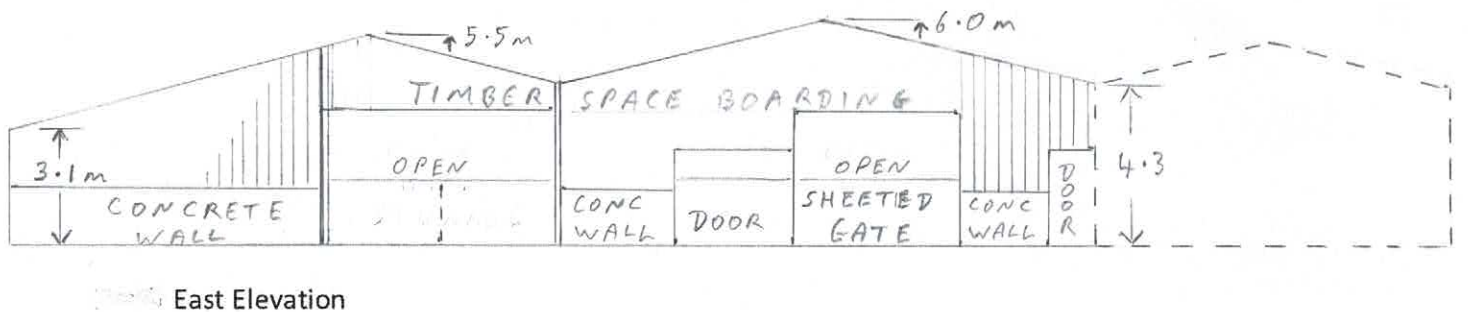 5.5m
6.0m
TIMBER SPACE BOARDING
3.1m
OPEN
OPEN
4.3
CONCRETE
WALL
CONC
WALL
DOOR
SHEETED
GATE
CONC
WALL
DOOR
East Elevation